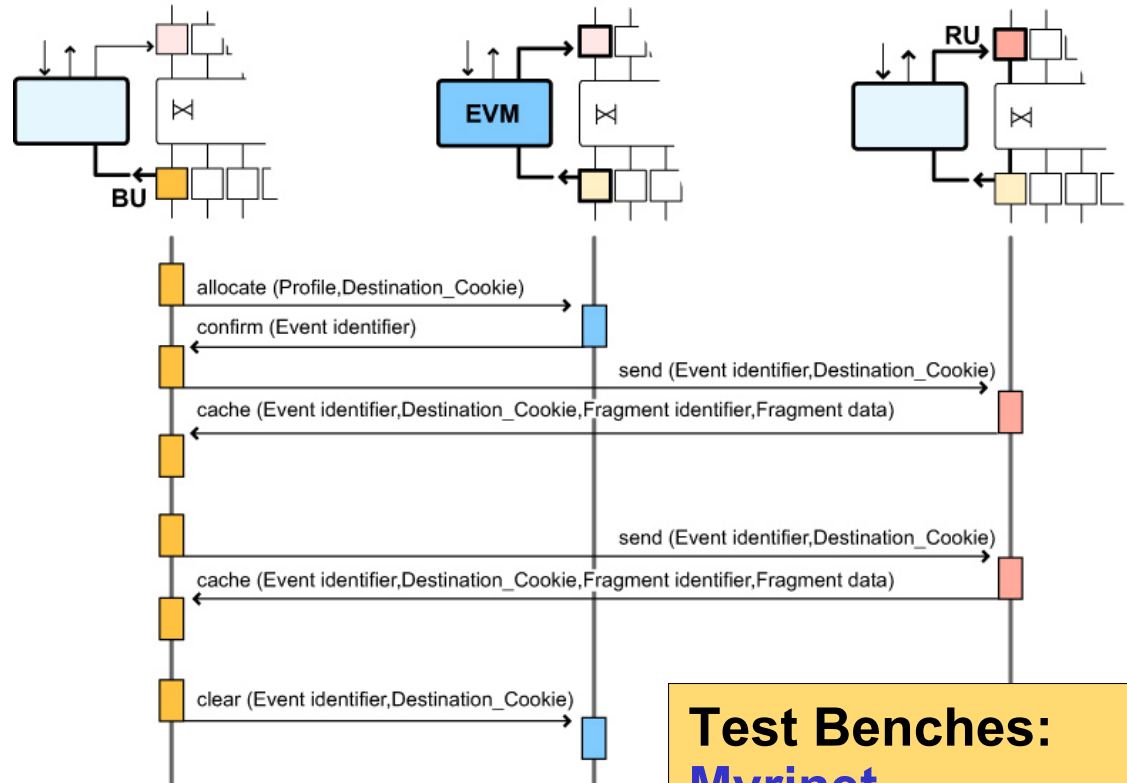 RU
EVM
BU
allocate (Profile,Destination_Cookie)
confirm (Event identifier)
send (Event identifier,Destination_Cookie)
cache (Event identifier,Destination_Cookie,Fragment identifier,Fragment data)
send (Event identifier,Destination_Cookie)
cache (Event identifier,Destination_Cookie,Fragment identifier,Fragment data)
clear (Event identifier,Destination_Cookie)
Test Benches:
Myrinet